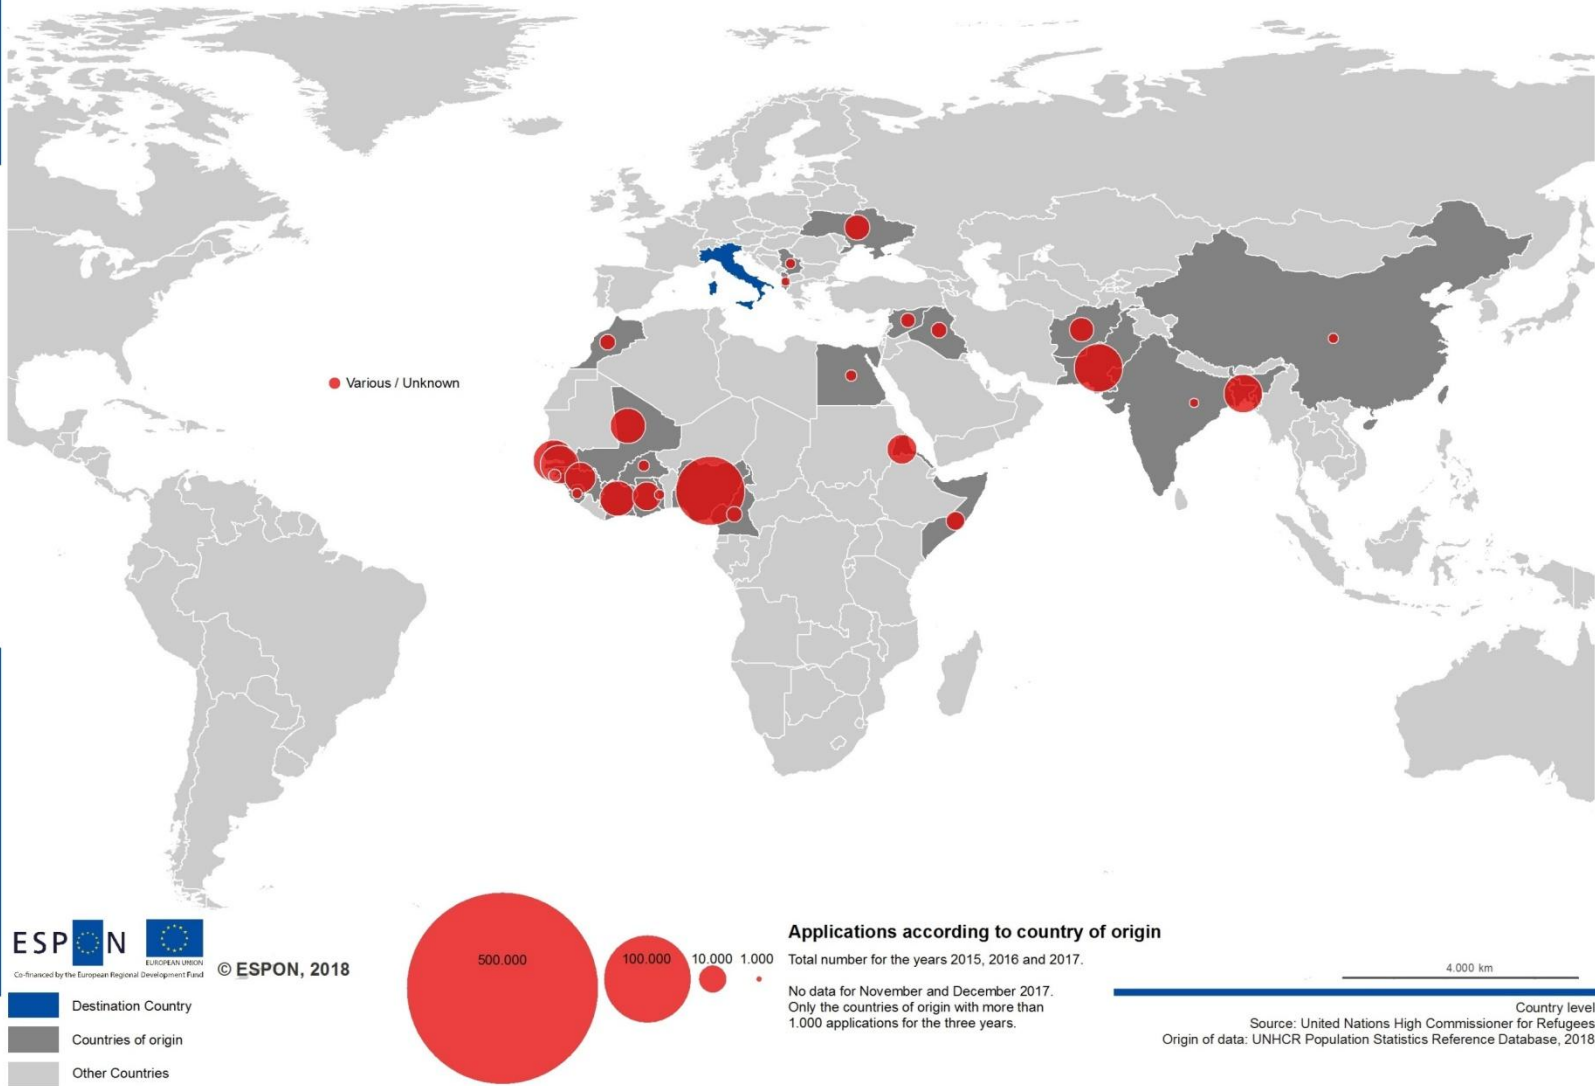 Various / Unknown
ESPON
EUROPEAN UNION
Co-financed by the European Regional Development Fund
© ESPON, 2018
Destination Country
Countries of origin
Other Countries
500.000
100.000
10.000
1.000
Applications according to country of origin
Total number for the years 2015, 2016 and 2017.
No data for November and December 2017.
Only the countries of origin with more than
1.000 applications for the three years.
4.000 km
Country level
Source: United Nations High Commissioner for Refugees
Origin of data: UNHCR Population Statistics Reference Database, 2018